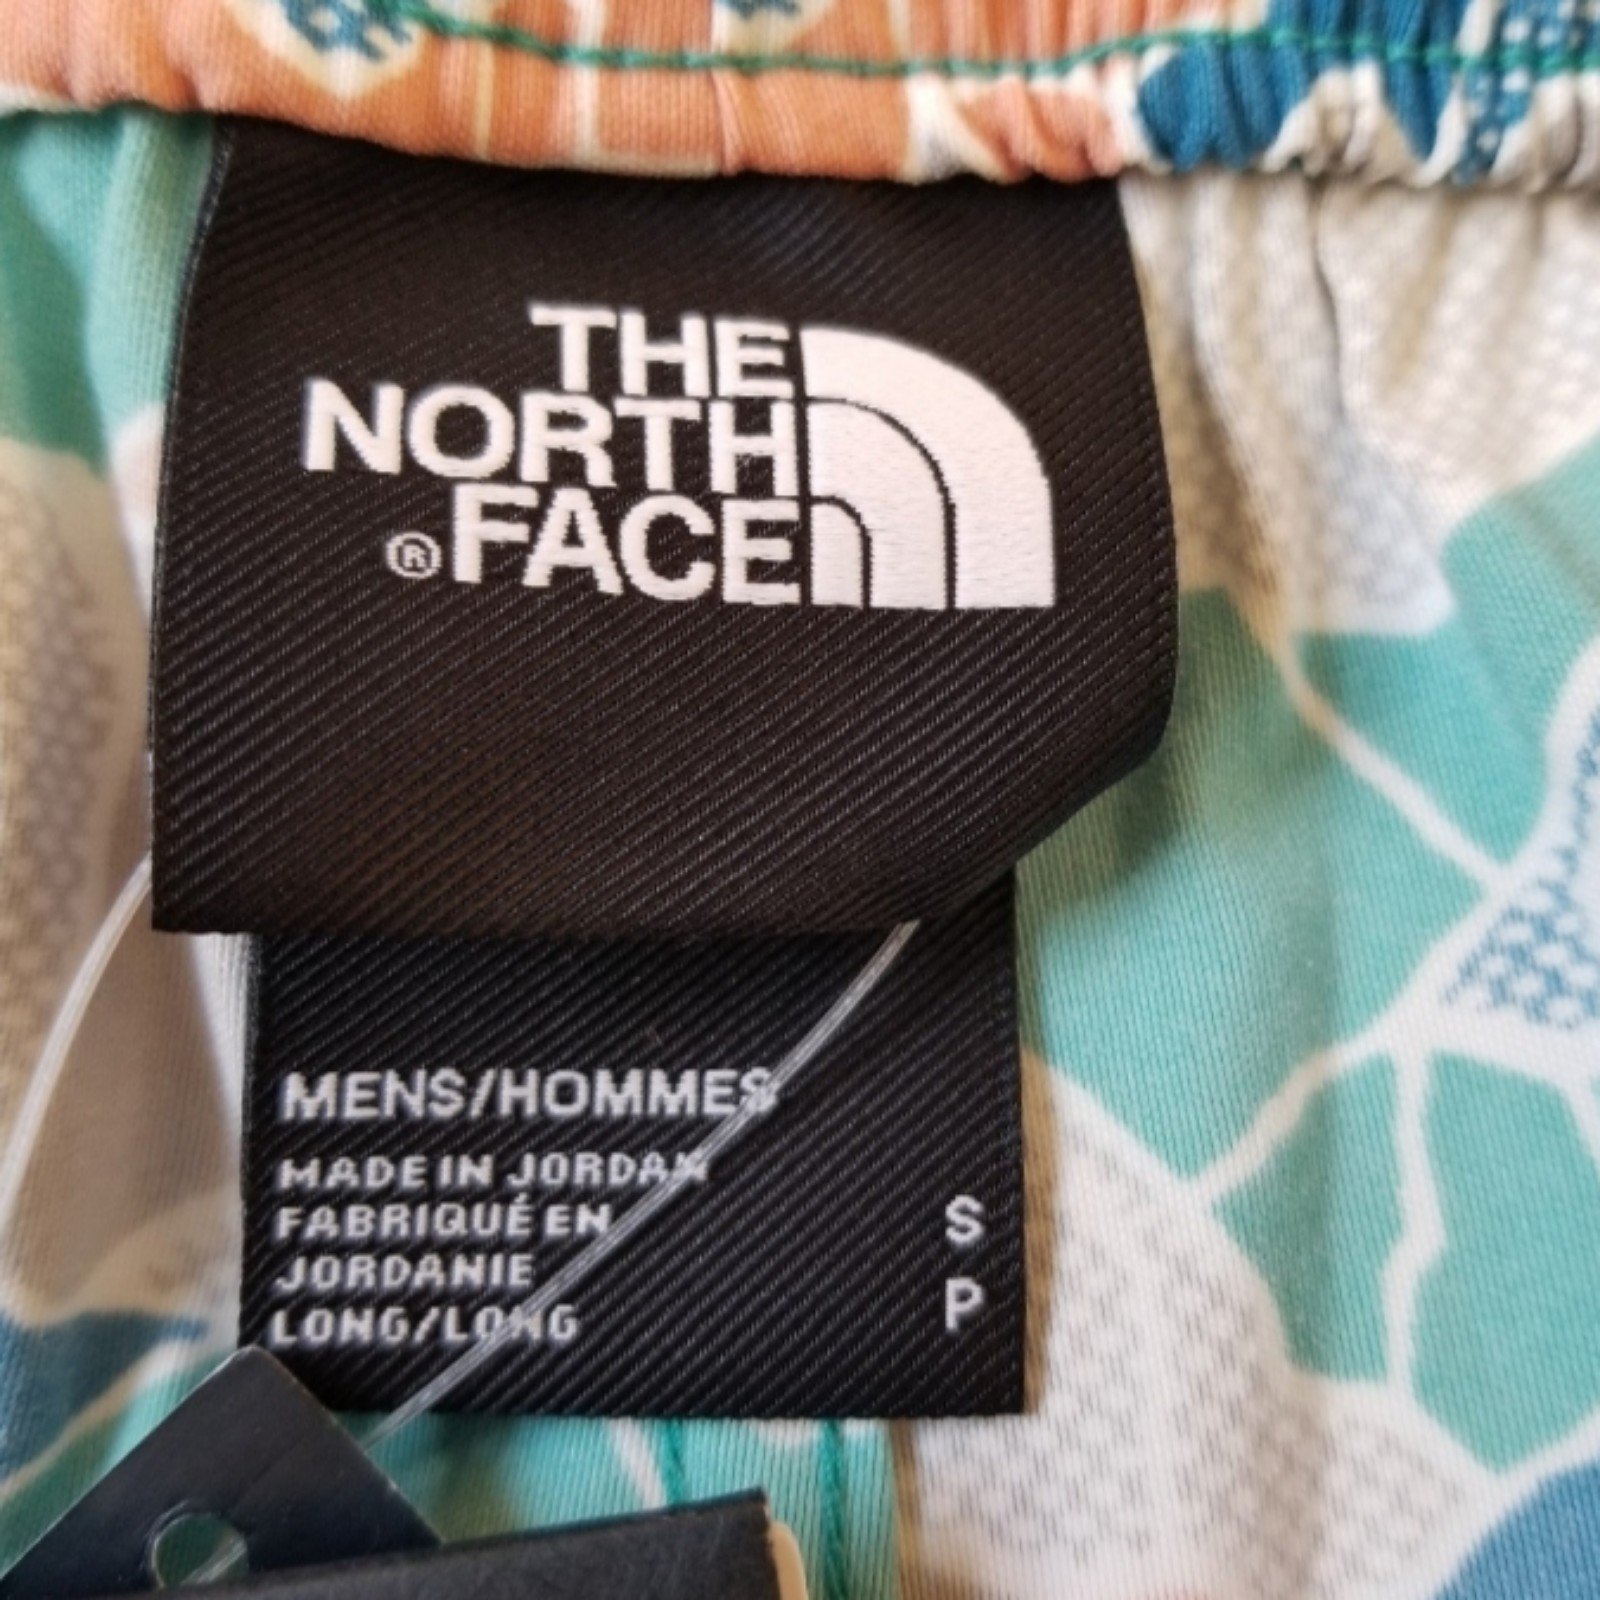 THE
NORTH
® FACE
MENS/HOMMES
MADE IN JORDAN
FABRIQUÉ EN
JORDANIE
LONG/LONG
S
P